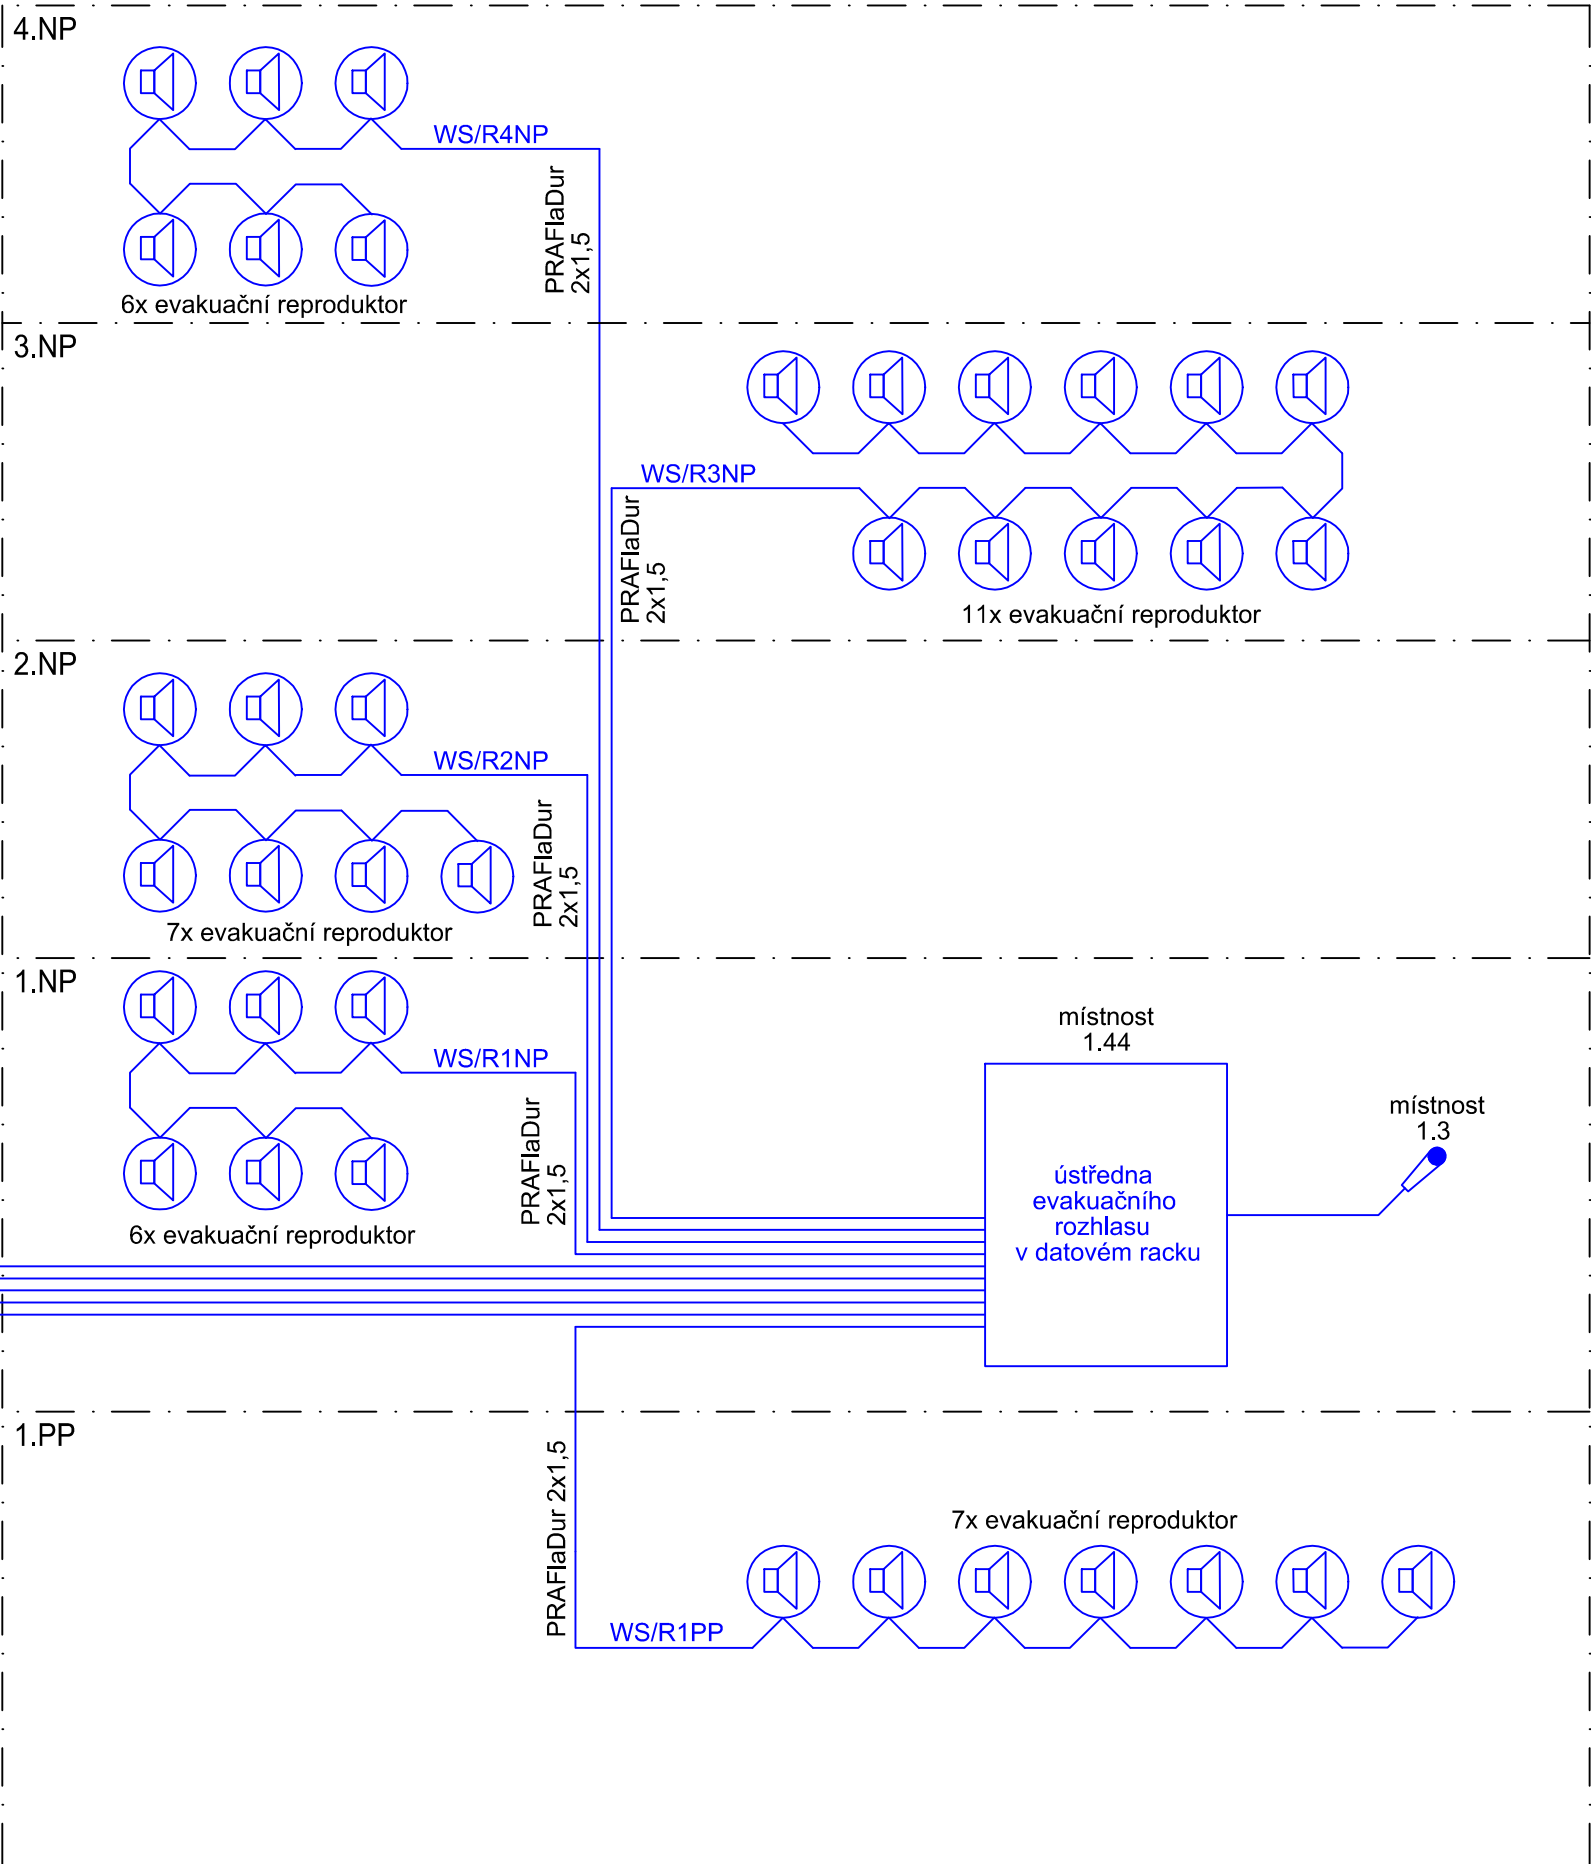 4.NP
WS/R4NP
PRAFlaDur
2x1,5
6x evakuační reproduktor
3.NP
WS/R3NP
PRAFlaDur
2x1,5
11x evakuační reproduktor
2.NP
WS/R2NP
PRAFlaDur
2x1,5
7x evakuační reproduktor
1.NP
WS/R1NP
PRAFlaDur
2x1,5
6x evakuační reproduktor
místnost
1.44
ústředna
evakuačního
rozhlasu
v datovém racku
místnost
1.3
1.PP
PRAFlaDur 2x1,5
7x evakuační reproduktor
WS/R1PP